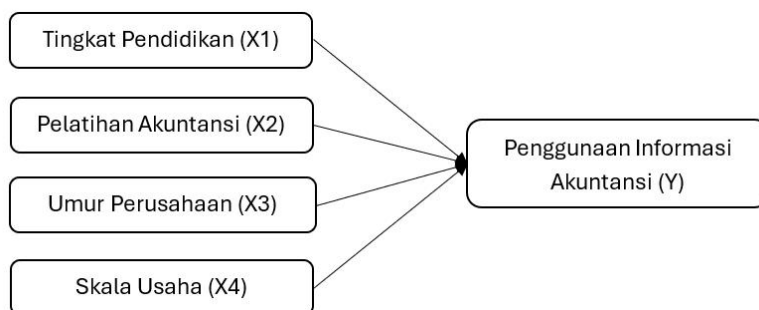 Tingkat Pendidikan (X1)
Pelatihan Akuntansi (X2)
Umur Perusahaan (X3)
Skala Usaha (X4)
Penggunaan Informasi
Akuntansi (Y)